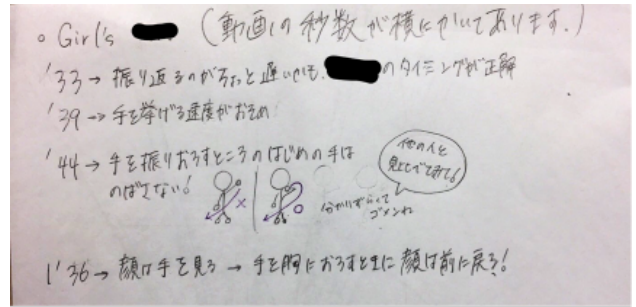 ○ Girl's (動画の秒数が横にかいてあります。)
'33 → 振り返るのがちょっと遅いかも、のタイミングが正解
'39 → 手を挙げる速度がおそめ
'44 → 手を振りおろすところのはじめの手は
のばさない!
他の人と
見比べてみて!
× ○
分かりずらくて
ゴメンね
1'36 → 顔は手を見る → 手を胸におろすときに顔は前に戻る!